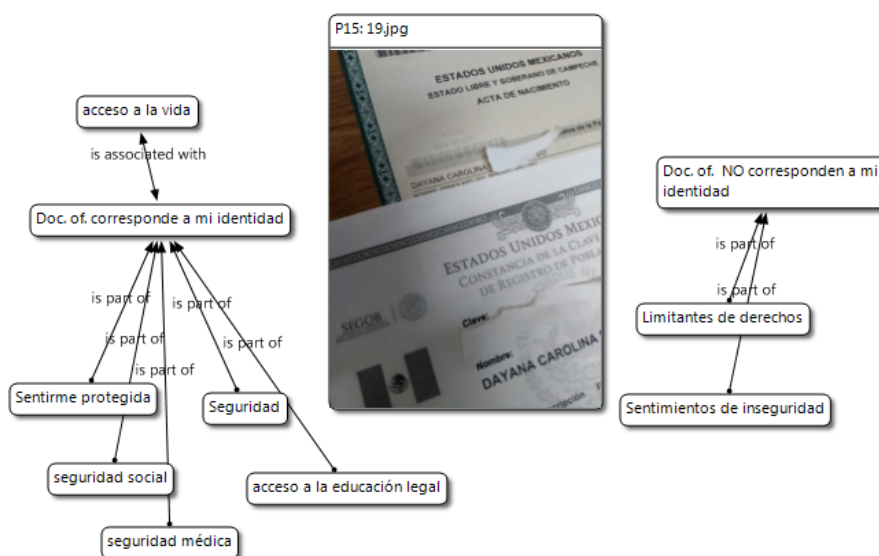 P15: 19.jpg
ESTADOS UNIDOS MEXICANOS
ESTADO LIBRE Y SOBERANO DE CAMPECHE
ACTA DE NACIMIENTO
DAYANA CAROLINA
ESTADOS UNIDOS MEXIC
CONSTANCIA DE LA CLAVE
DE REGISTRO DE POBLA
SEGOB
Clave:
Nombre:
DAYANA CAROLINA
acceso a la vida
is associated with
Doc. of. corresponde a mi identidad
is part of
is part of
is part of
is part of
is part of
Sentirme protegida
Seguridad
seguridad social
acceso a la educación legal
seguridad médica
Doc. of. NO corresponden a mi
identidad
is part of
is part of
Limitantes de derechos
Sentimientos de inseguridad